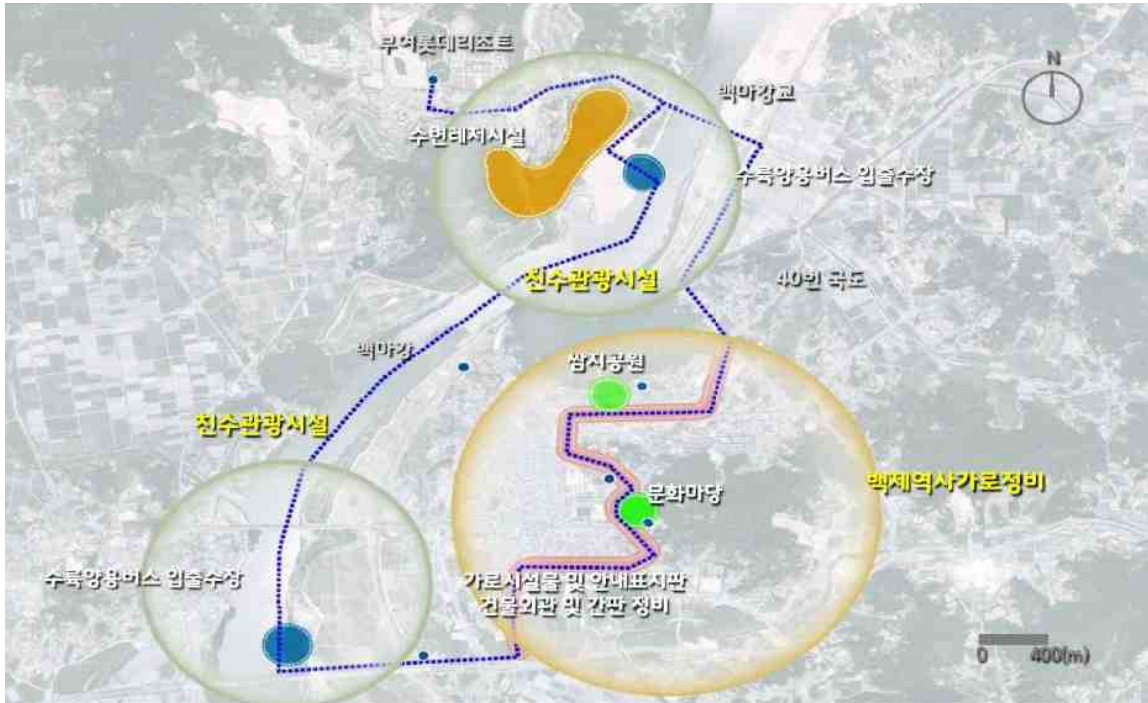 부여롯데리조트
N
백마강교
수변레저시설
수륙양용버스 입출수장
친수관광시설
40번 국도
백마강
쌈지공원
친수관광시설
백제역사가로정비
문화마당
수륙양용버스 입출수장
가로시설물 및 안내표지판
건물외관 및 간판 정비
0 400(m)